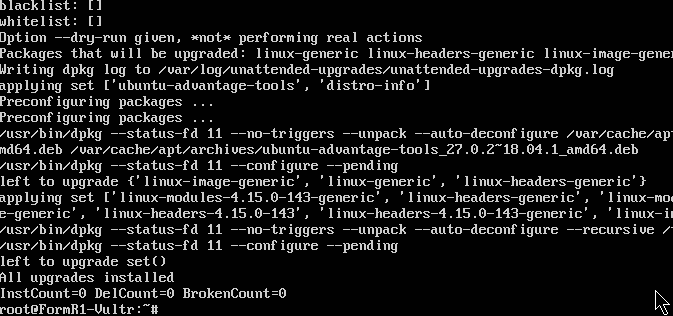 blacklist: []
whitelist: []
Option --dry-run given, *not* performing real actions
Packages that will be upgraded: linux-generic linux-headers-generic linux-image-gene
Writing dpkg log to /var/log/unattended-upgrades/unattended-upgrades-dpkg.log
applying set ['ubuntu-advantage-tools', 'distro-info']
Preconfiguring packages ...
Preconfiguring packages ...
/usr/bin/dpkg --status-fd 11 --no-triggers --unpack --auto-deconfigure /var/cache/apt
md64.deb /var/cache/apt/archives/ubuntu-advantage-tools_27.0.2~18.04.1_amd64.deb
/usr/bin/dpkg --status-fd 11 --configure --pending
left to upgrade {'linux-image-generic', 'linux-generic', 'linux-headers-generic'}
applying set ['linux-modules-4.15.0-143-generic', 'linux-headers-generic', 'linux-mod
e-generic', 'linux-headers-4.15.0-143', 'linux-headers-4.15.0-143-generic', 'linux-im
/usr/bin/dpkg --status-fd 11 --no-triggers --unpack --auto-deconfigure --recursive /t
/usr/bin/dpkg --status-fd 11 --configure --pending
left to upgrade set()
All upgrades installed
InstCount=0 DelCount=0 BrokenCount=0
root@FormR1-Vultr:~#